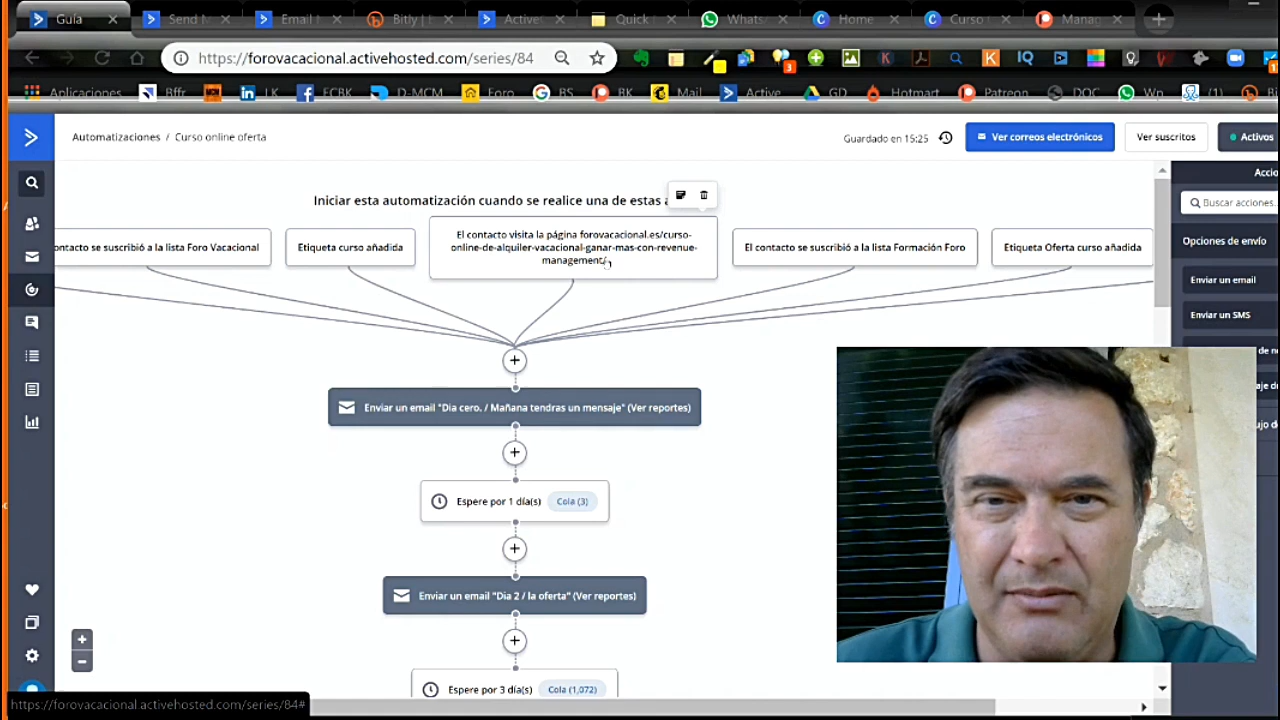 Guía
Send
Email
Bitly |
Active
Quick
Whats
Home
Curso
Manag
https://forovacacional.activehosted.com/series/84
3
Aplicaciones
Bffr
LK
FCBK
D-MCM
Foro
BS
BK
Mail
Active
GD
Hotmart
Patreon
DOC
Wp
(1)
Automatizaciones / Curso online oferta
Guardado en 15:25
Ver correos electrónicos
Ver suscritos
Activos
Iniciar esta automatización cuando se realice una de estas a
Accio
Buscar acciones.
ontacto se suscribió a la lista Foro Vacacional
Etiqueta curso añadida
El contacto visita la página forovacacional.es/curso-
online-de-alquiler-vacacional-ganar-mas-con-revenue-
management/
El contacto se suscribió a la lista Formación Foro
Etiqueta Oferta curso añadida
Opciones de envío
Enviar un email
Enviar un SMS
Enviar un email "Dia cero. / Mañana tendras un mensaje" (Ver reportes)
Espere por 1 día(s) Cola (3)
Enviar un email "Dia 2 / la oferta" (Ver reportes)
Espere por 3 día(s) Cola (1,072)
https://forovacacional.activehosted.com/series/84#